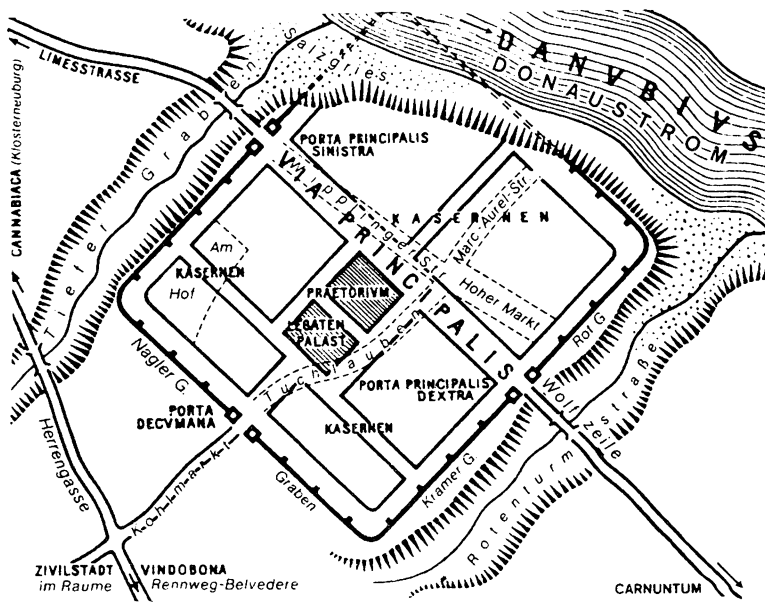 DANVBIVS
DONAUSTROM
Salzgries
LIMESSTRASSE
CANNABIACA (Klosterneuburg)
Tiefer Graben
PORTA PRINCIPALIS
SINISTRA
VIA PRINCIPALIS
Wipplinger Str.
KASERNEN
Marc Aurel-Str.
Am
Hof
KASERNEN
PRAETORIVM
LEGATEN
PALAST
Hoher Markt
Rot G.
Nagler G.
Tuchlauben
PORTA PRINCIPALIS
DEXTRA
PORTA
DECVMANA
KASERNEN
Wollzeile
Rotenturmstraße
Herrengasse
Kohlmarkt
Graben
Kramer G.
ZIVILSTADT VINDOBONA
im Raume Rennweg-Belvedere
CARNUNTUM